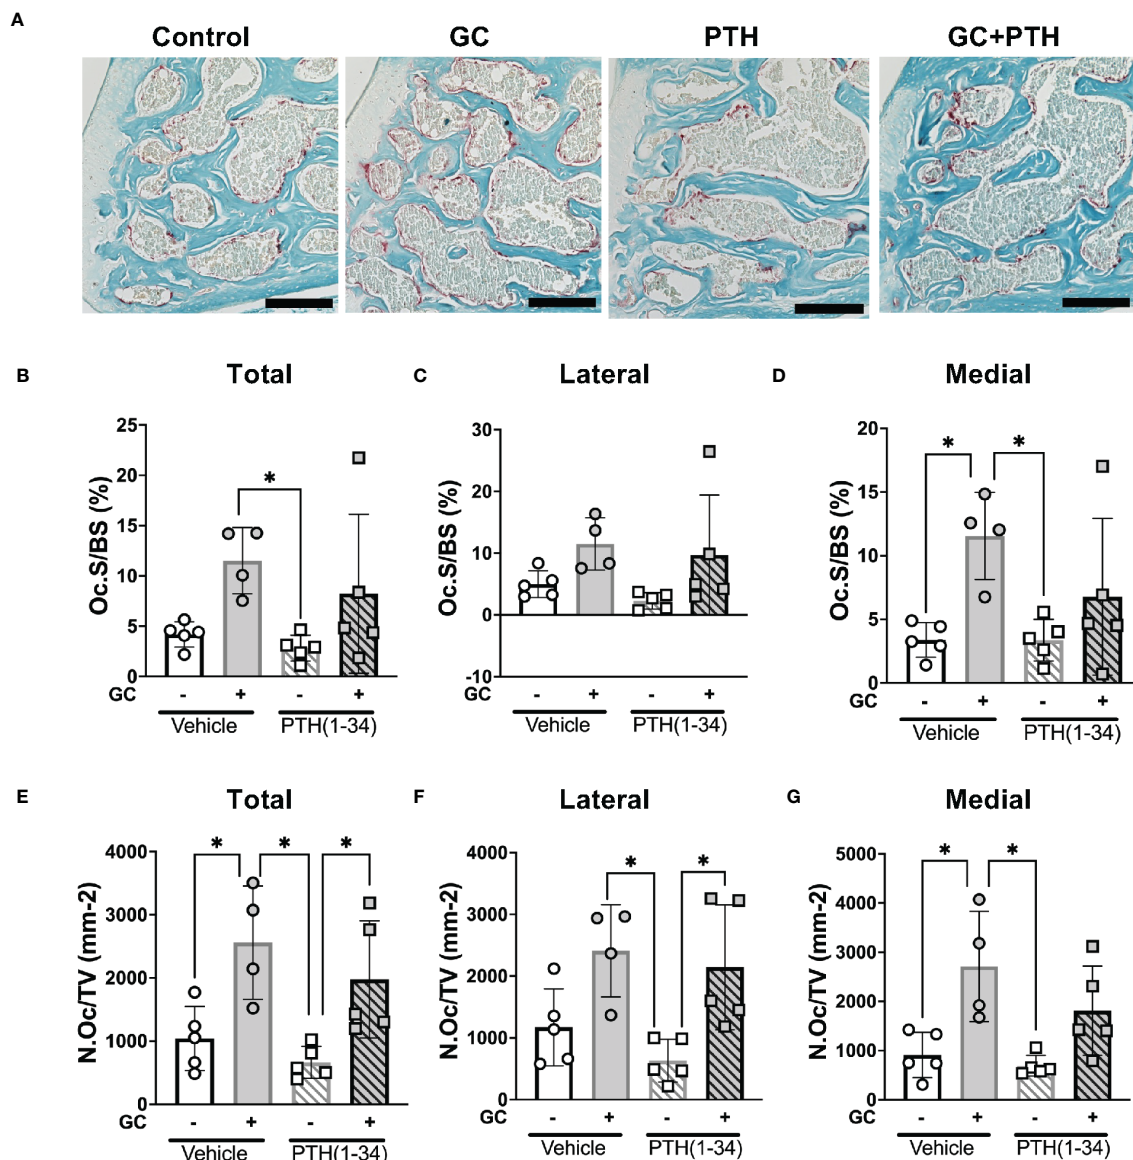 A
Control GC PTH GC+PTH
B Total
Oc.S/BS (%)
25
20
15
10
5
0
GC - + - +
Vehicle PTH(1-34)
*
C Lateral
Oc.S/BS (%)
30
20
10
0
-10
- + - +
Vehicle PTH(1-34)
D Medial
Oc.S/BS (%)
20
15
10
5
0
GC - + - +
Vehicle PTH(1-34)
* *
E Total
N.Oc/TV (mm-2)
4000
3000
2000
1000
0
GC - + - +
Vehicle PTH(1-34)
* * *
F Lateral
N.Oc/TV (mm-2)
4000
3000
2000
1000
0
GC - + - +
Vehicle PTH(1-34)
* *
G Medial
N.Oc/TV (mm-2)
5000
4000
3000
2000
1000
0
GC - + - +
Vehicle PTH(1-34)
* *